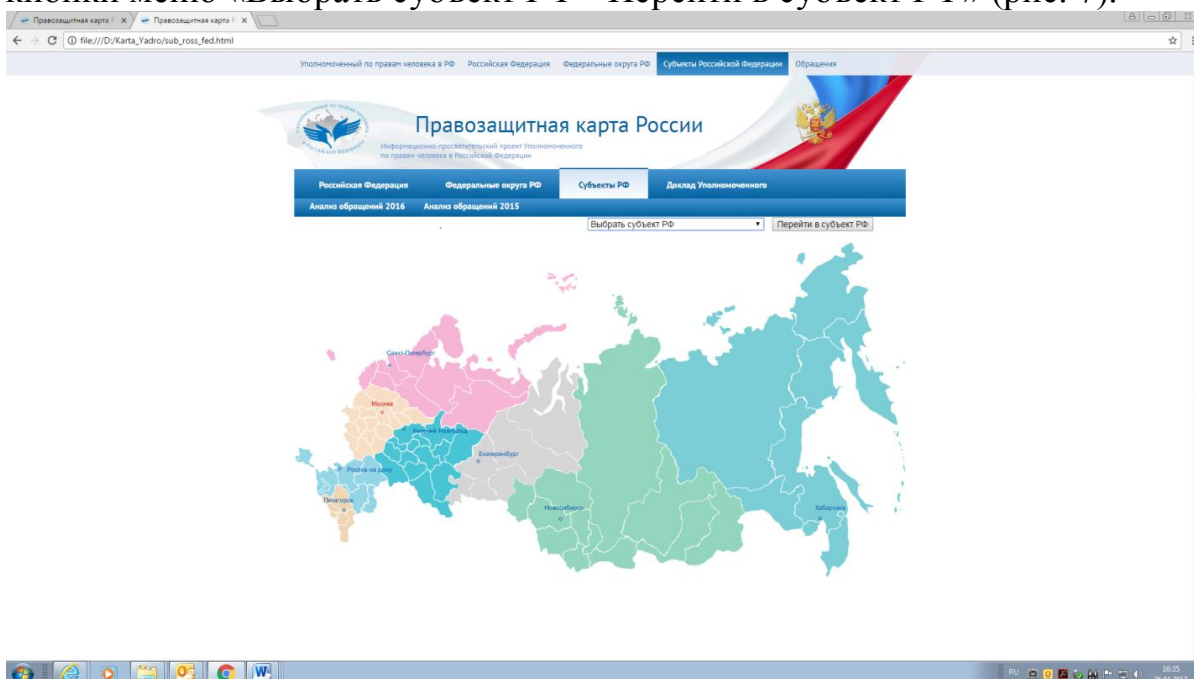 кнопки меню «Выбрать субъект РФ - Перейти в субъект РФ» (рис. 7).
Правозащитная карта Р
Правозащитная карта Р
file:///D:/Karta_Yadro/sub_ross_fed.html
Уполномоченный по правам человека в РФ Российская Федерация Федеральные округа РФ Субъекты Российской Федерации Обращения
Правозащитная карта России
Информационно-просветительский проект Уполномоченного
по правам человека в Российской Федерации
Российская Федерация Федеральные округа РФ Субъекты РФ Доклад Уполномоченного
Анализ обращений 2016 Анализ обращений 2015
Выбрать субъект РФ Перейти в субъект РФ
Санкт-Петербург
Москва
Нижний Новгород
Екатеринбург
Ростов на дону
Пятигорск
Новосибирск
Хабаровск
RU 16:35